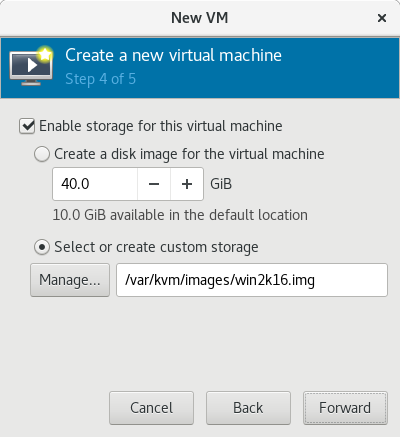 New VM
Create a new virtual machine
Step 4 of 5
Enable storage for this virtual machine
Create a disk image for the virtual machine
40.0 GiB
10.0 GiB available in the default location
Select or create custom storage
Manage... /var/kvm/images/win2k16.img
Cancel Back Forward